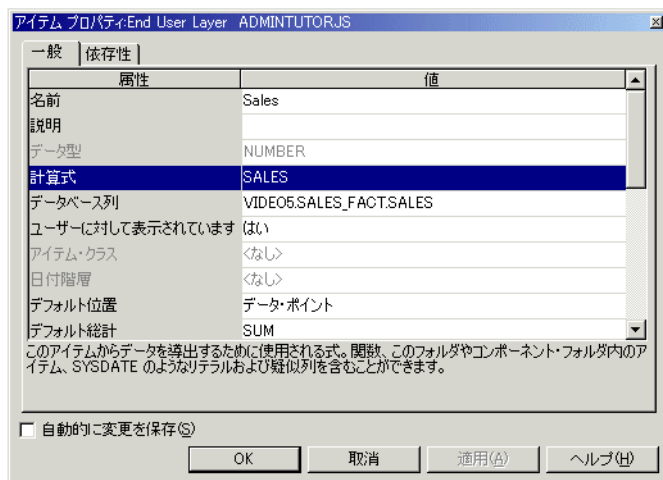 アイテム プロパティ:End User Layer ADMINTUTORJS
一般 依存性
属性 値
名前 Sales
説明
データ型 NUMBER
計算式 SALES
データベース列 VIDEO5.SALES_FACT.SALES
ユーザーに対して表示されています はい
アイテム・クラス <なし>
日付階層 <なし>
デフォルト位置 データ・ポイント
デフォルト総計 SUM
このアイテムからデータを導出するために使用される式。関数、このフォルダやコンポーネント・フォルダ内のア
イテム、SYSDATE のようなリテラルおよび疑似列を含むことができます。
自動的に変更を保存(S)
OK 取消 適用(A) ヘルプ(H)